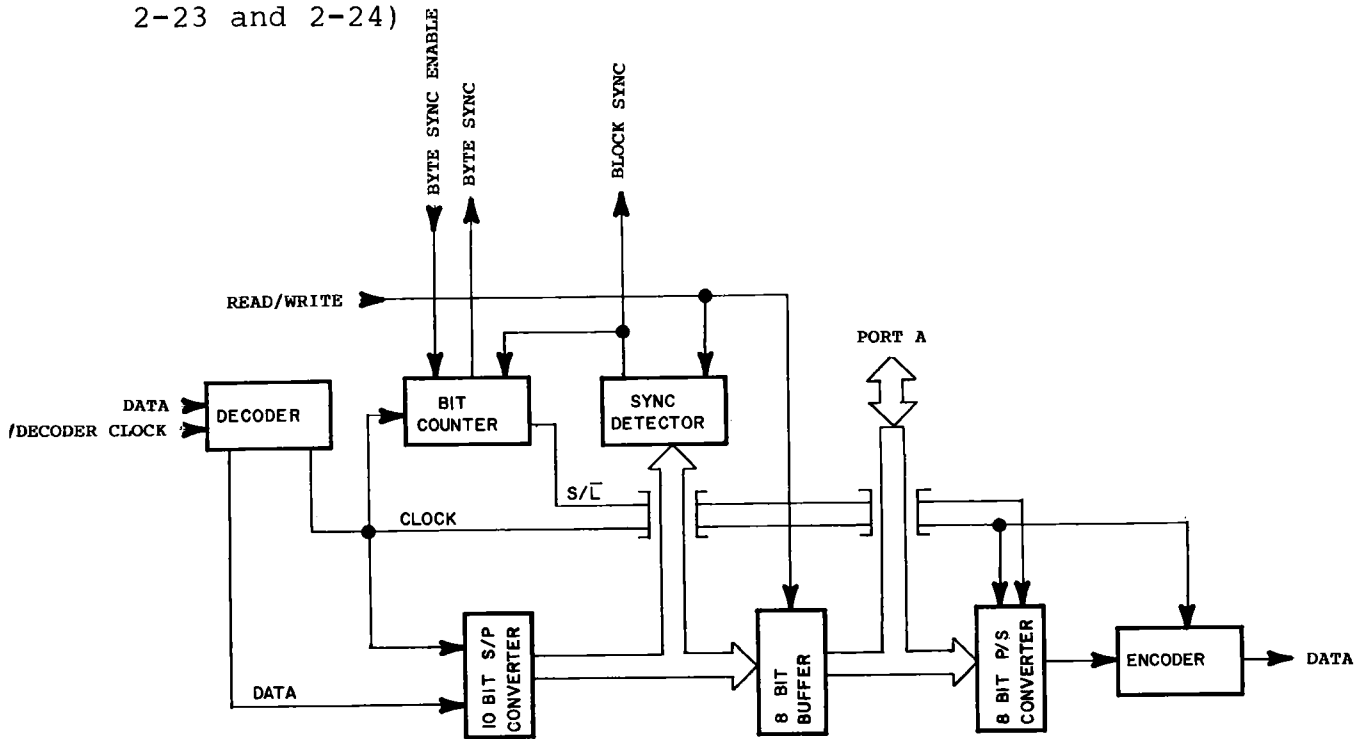 2-23 and 2-24)
BYTE SYNC ENABLE
BYTE SYNC
BLOCK SYNC
READ/WRITE
PORT A
DATA
/DECODER CLOCK
DECODER
BIT
COUNTER
SYNC
DETECTOR
S/L̅
CLOCK
DATA
10 BIT S/P
CONVERTER
8 BIT
BUFFER
8 BIT P/S
CONVERTER
ENCODER
DATA